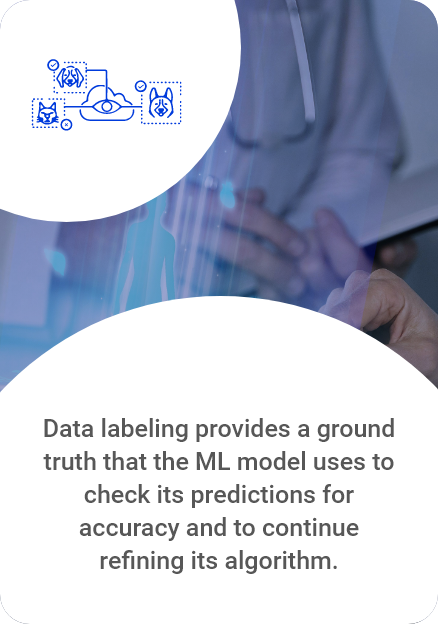 Data labeling provides a ground
truth that the ML model uses to
check its predictions for
accuracy and to continue
refining its algorithm.